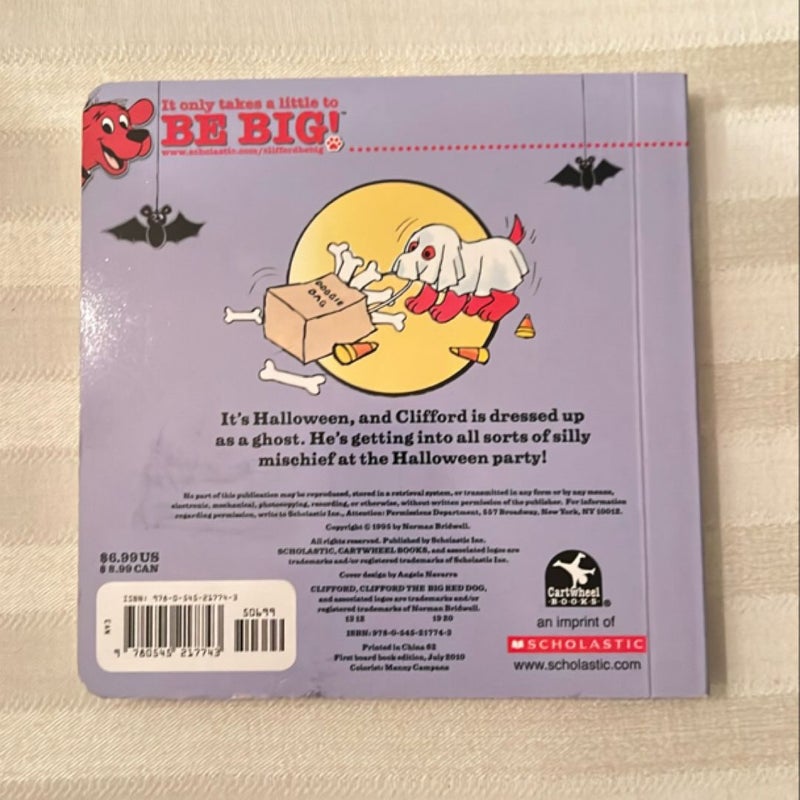 It only takes a little to
BE BIG!™
www.scholastic.com/cliffordbebig
DOGGIE
BAG
It's Halloween, and Clifford is dressed up
as a ghost. He's getting into all sorts of silly
mischief at the Halloween party!
No part of this publication may be reproduced, stored in a retrieval system, or transmitted in any form or by any means,
electronic, mechanical, photocopying, recording, or otherwise, without written permission of the publisher. For information
regarding permission, write to Scholastic Inc., Attention: Permissions Department, 557 Broadway, New York, NY 10012.
Copyright © 1995 by Norman Bridwell.
All rights reserved. Published by Scholastic Inc.
SCHOLASTIC, CARTWHEEL BOOKS, and associated logos are
trademarks and/or registered trademarks of Scholastic Inc.
Cover design by Angela Navarra
CLIFFORD, CLIFFORD THE BIG RED DOG,
and associated logos are trademarks and/or
registered trademarks of Norman Bridwell.
ISBN: 978-0-545-21774-3
Printed in China 62
First board book edition, July 2010
Colorist: Manny Campana
$6.99 US
$ 8.99 CAN
ISBN: 978-0-545-21774-3
50699
EAN
9 780545 217743
Cartwheel
BOOKS®
an imprint of
SCHOLASTIC
www.scholastic.com